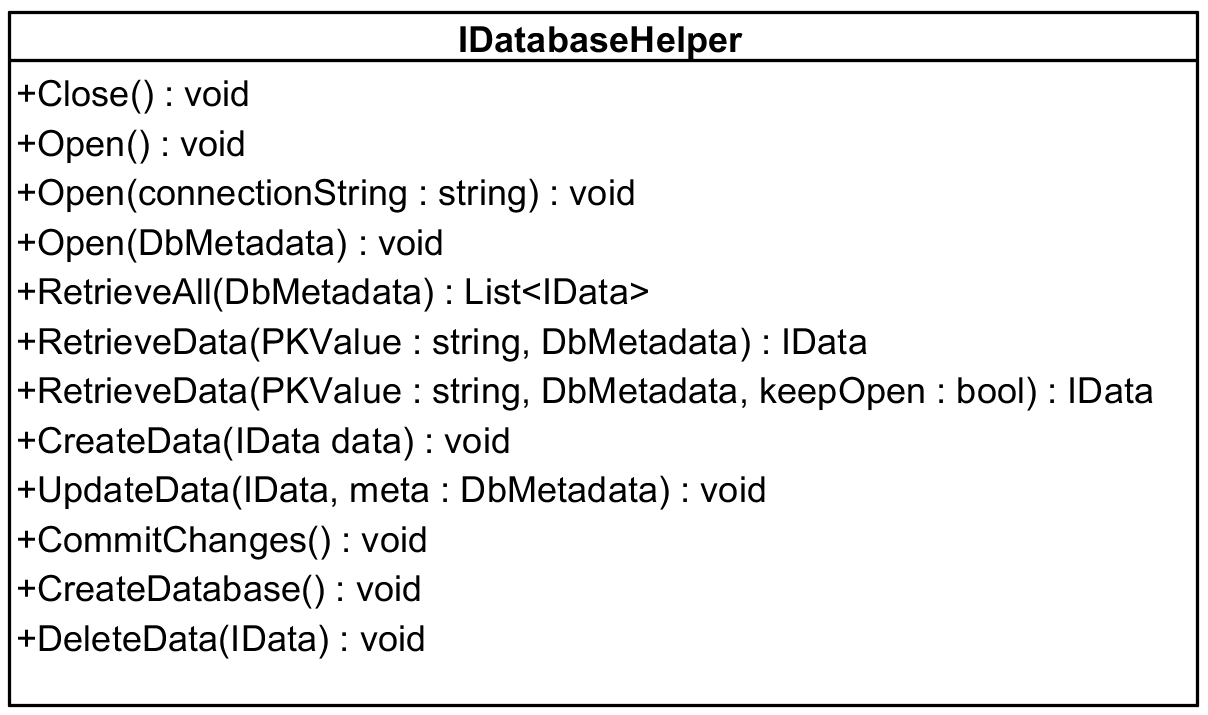 IDatabaseHelper
+Close() : void
+Open() : void
+Open(connectionString : string) : void
+Open(DbMetadata) : void
+RetrieveAll(DbMetadata) : List<IData>
+RetrieveData(PKValue : string, DbMetadata) : IData
+RetrieveData(PKValue : string, DbMetadata, keepOpen : bool) : IData
+CreateData(IData data) : void
+UpdateData(IData, meta : DbMetadata) : void
+CommitChanges() : void
+CreateDatabase() : void
+DeleteData(IData) : void